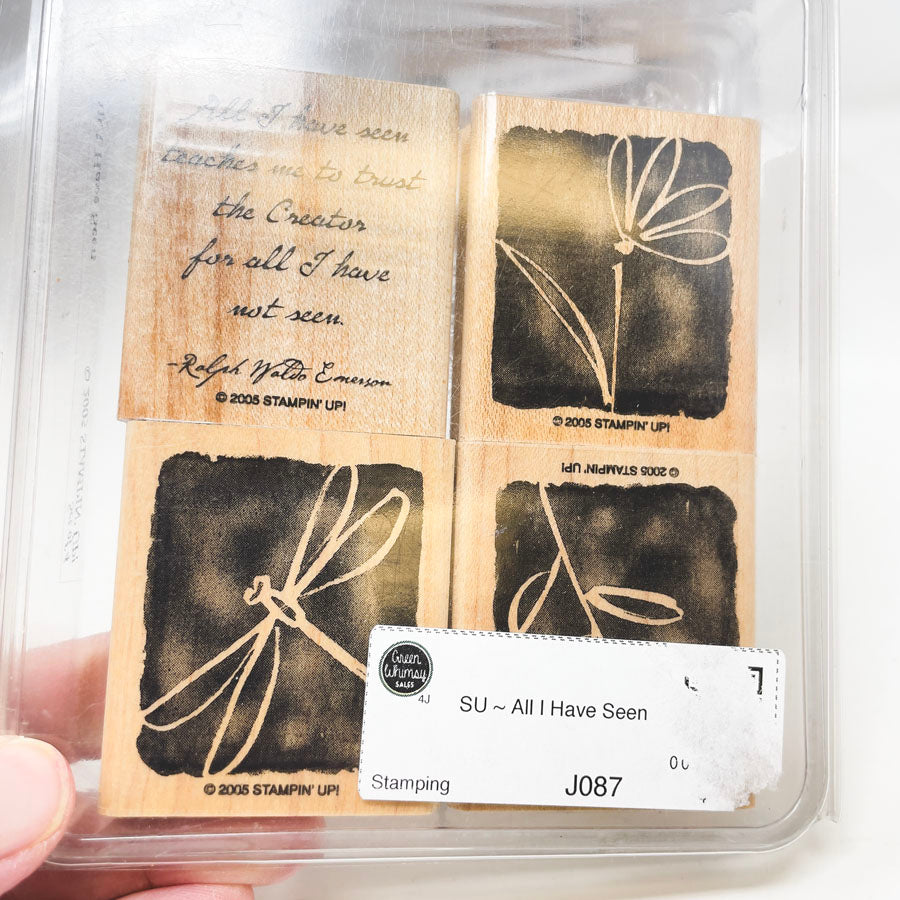 All I have seen
teaches me to trust
the Creator
for all I have
not seen.
-Ralph Waldo Emerson
© 2005 STAMPIN' UP!
© 2005 STAMPIN' UP!
© 2005 STAMPIN' UP!
© 2005 STAMPIN' UP!
Green
Whimsy
SALES
4J
SU ~ All I Have Seen
Stamping
J087